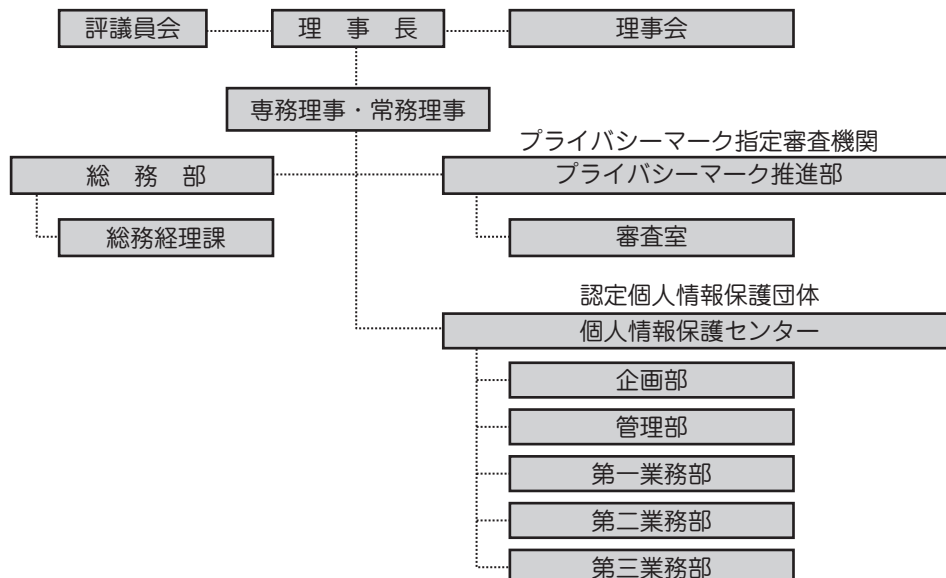 評議員会
理 事 長
理事会
専務理事・常務理事
プライバシーマーク指定審査機関
総 務 部
プライバシーマーク推進部
総務経理課
審査室
認定個人情報保護団体
個人情報保護センター
企画部
管理部
第一業務部
第二業務部
第三業務部